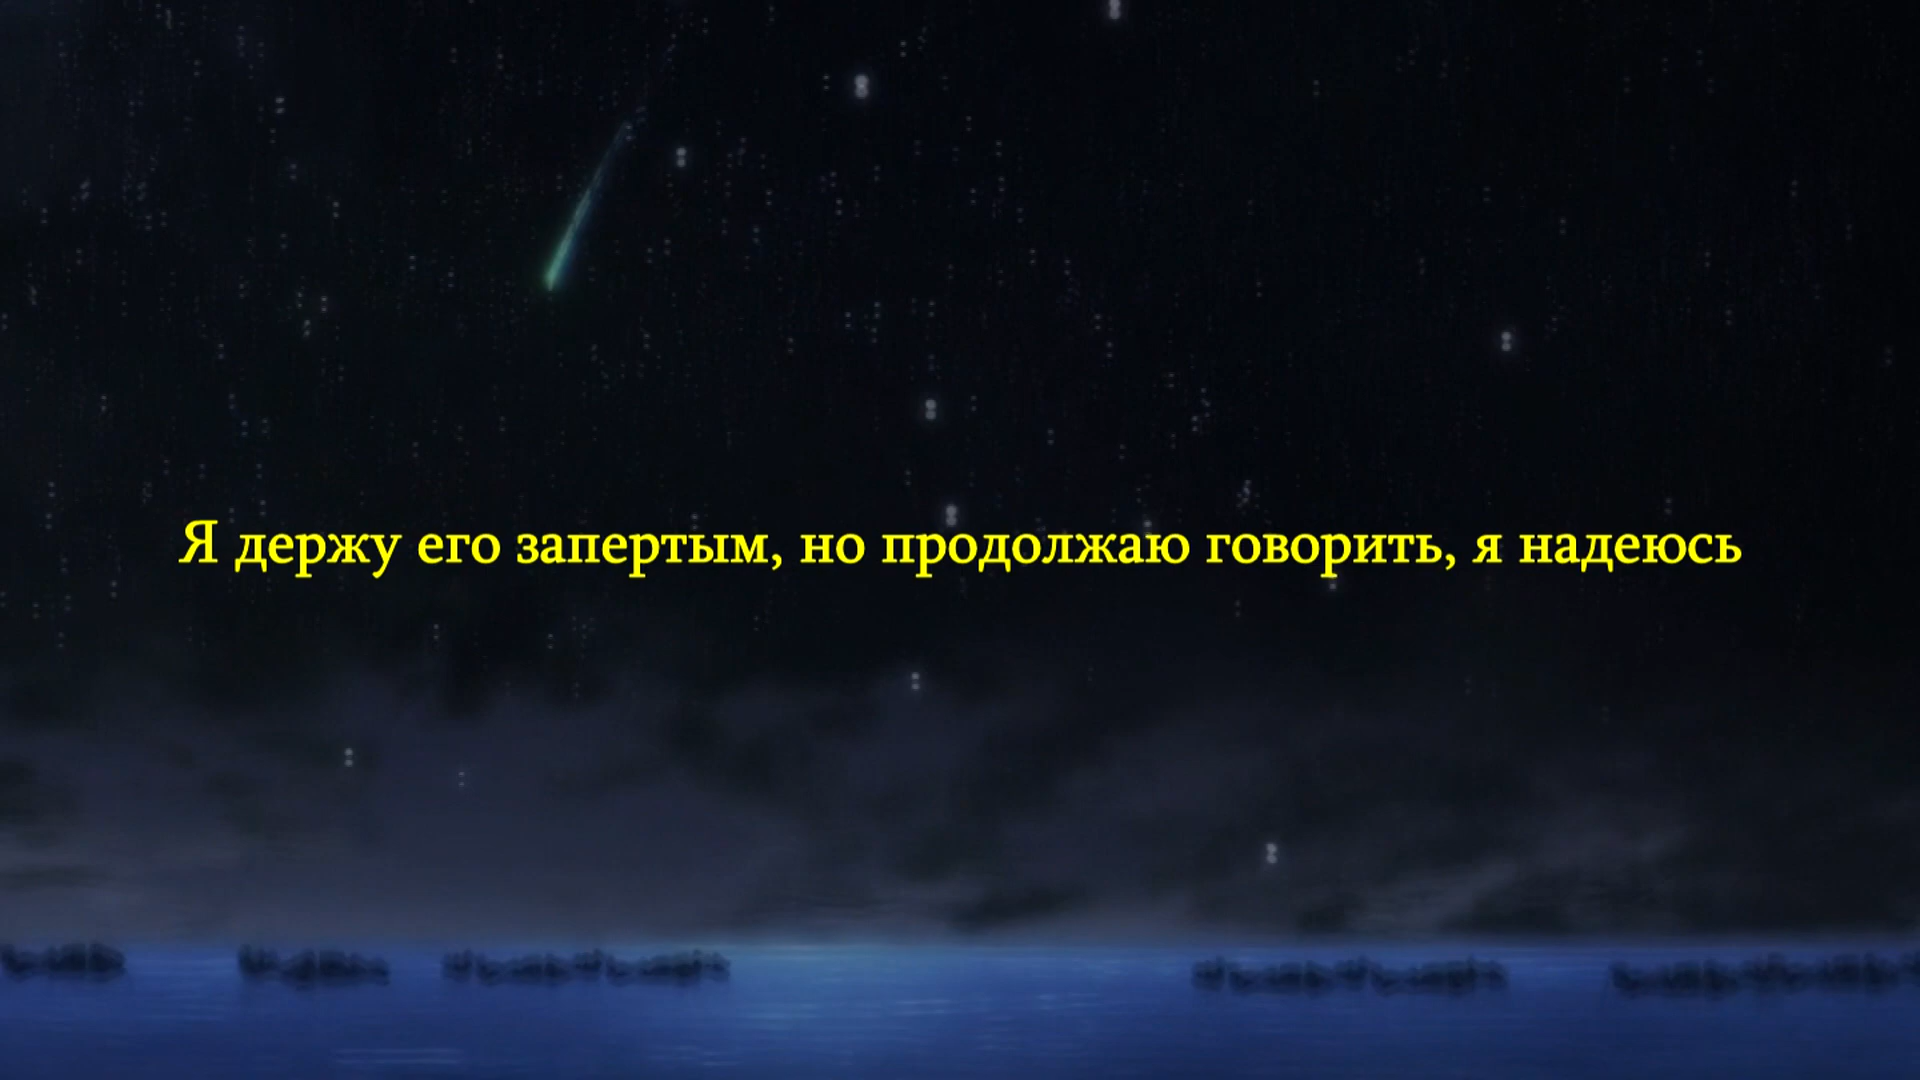 Я держу его запертым, но продолжаю говорить, я надеюсь